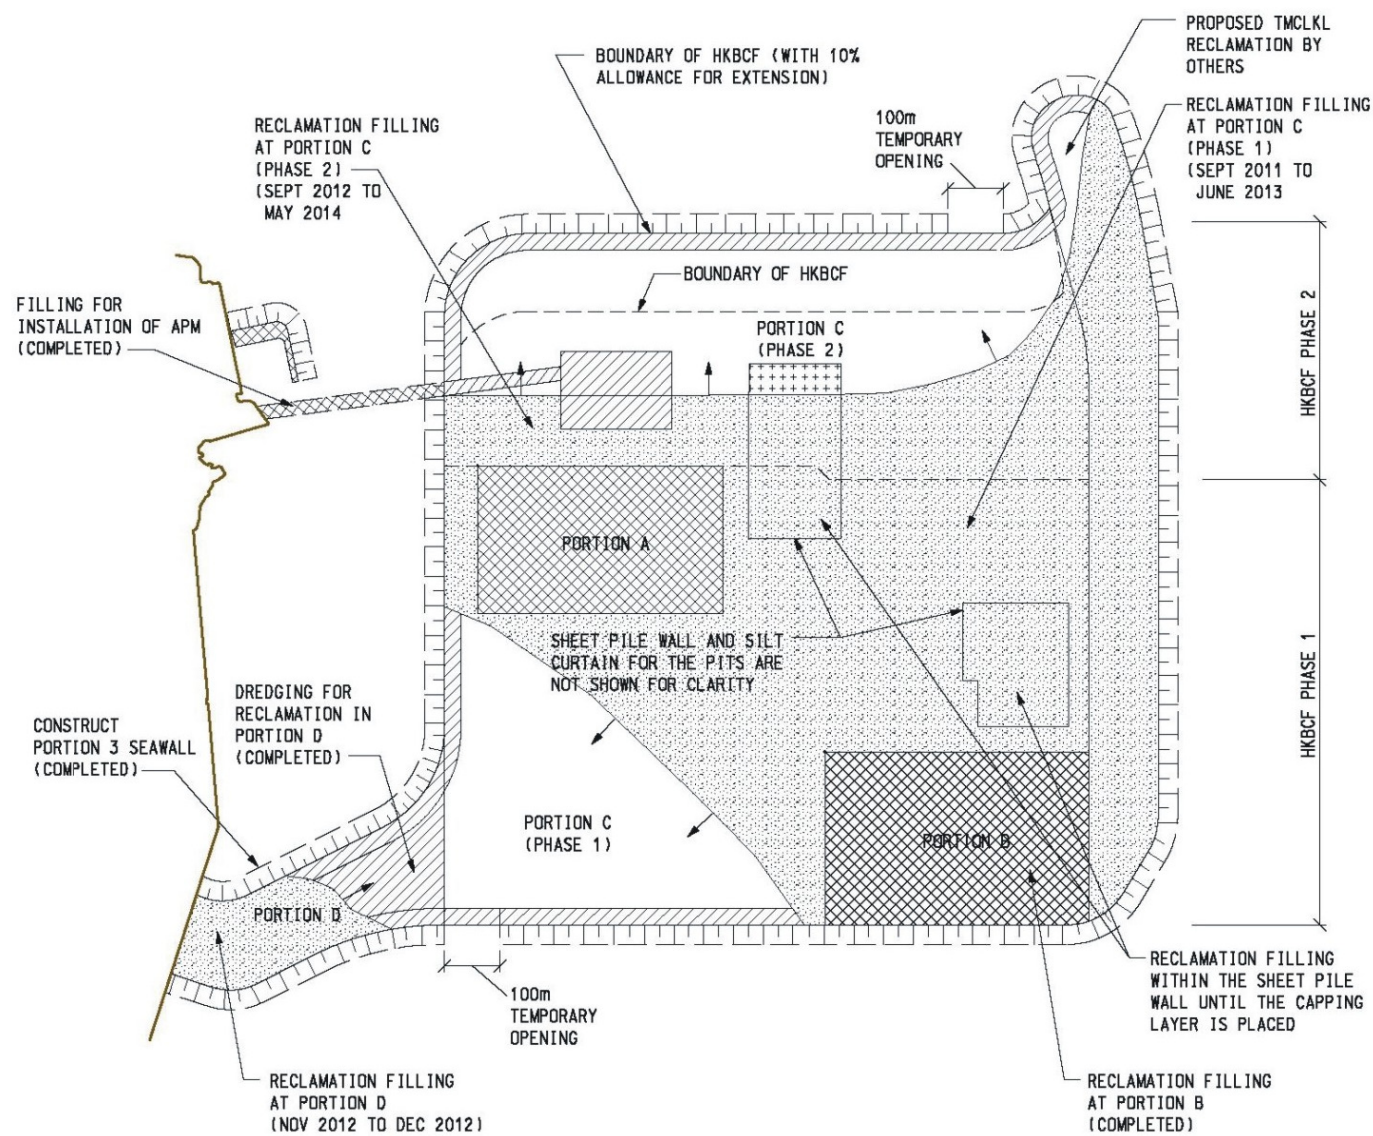 PROPOSED TMCLKL
RECLAMATION BY
OTHERS
BOUNDARY OF HKBCF (WITH 10%
ALLOWANCE FOR EXTENSION)
RECLAMATION FILLING
AT PORTION C
(PHASE 1)
(SEPT 2011 TO
JUNE 2013
100m
TEMPORARY
OPENING
RECLAMATION FILLING
AT PORTION C
(PHASE 2)
(SEPT 2012 TO
MAY 2014
BOUNDARY OF HKBCF
FILLING FOR
INSTALLATION OF APM
(COMPLETED)
PORTION C
(PHASE 2)
HKBCF PHASE 2
PORTION A
SHEET PILE WALL AND SILT
CURTAIN FOR THE PITS ARE
NOT SHOWN FOR CLARITY
HKBCF PHASE 1
DREDGING FOR
RECLAMATION IN
PORTION D
(COMPLETED)
CONSTRUCT
PORTION 3 SEAWALL
(COMPLETED)
PORTION C
(PHASE 1)
PORTION B
PORTION D
RECLAMATION FILLING
WITHIN THE SHEET PILE
WALL UNTIL THE CAPPING
LAYER IS PLACED
100m
TEMPORARY
OPENING
RECLAMATION FILLING
AT PORTION D
(NOV 2012 TO DEC 2012)
RECLAMATION FILLING
AT PORTION B
(COMPLETED)